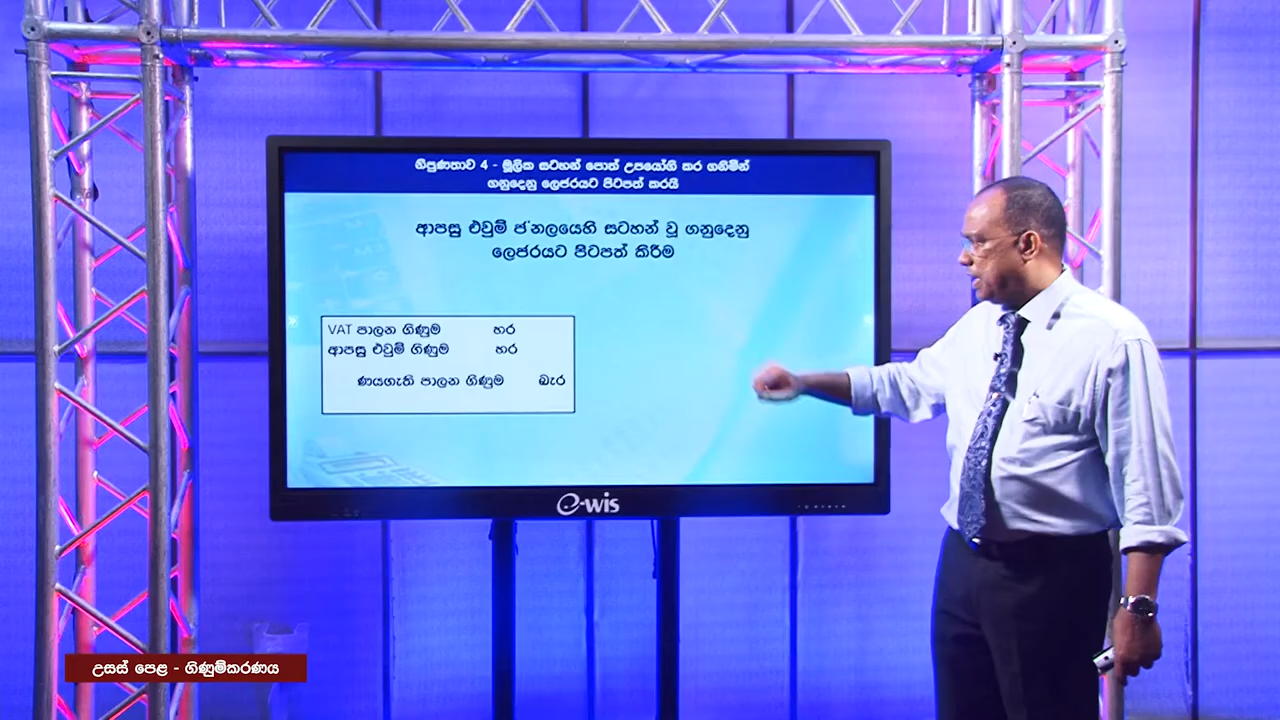 නිපුණතාව 4 - මූලික සටහන් පොත් උපයෝගි කර ගනිමින්
ගනුදෙනු ලෙජරයට පිටපත් කරයි
ආපසු එවුම් ජ'නලයෙහි සටහන් වූ ගනුදෙනු
ලෙජරයට පිටපත් කිරීම
VAT පාලන ගිණුම හර
ආපසු එවුම් ගිණුම හර
ණයගැති පාලන ගිණුම බැර
e-wis
උසස් පෙළ - ගිණුම්කරණය